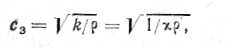 c₃ = √k/ρ = √1/ϰρ,